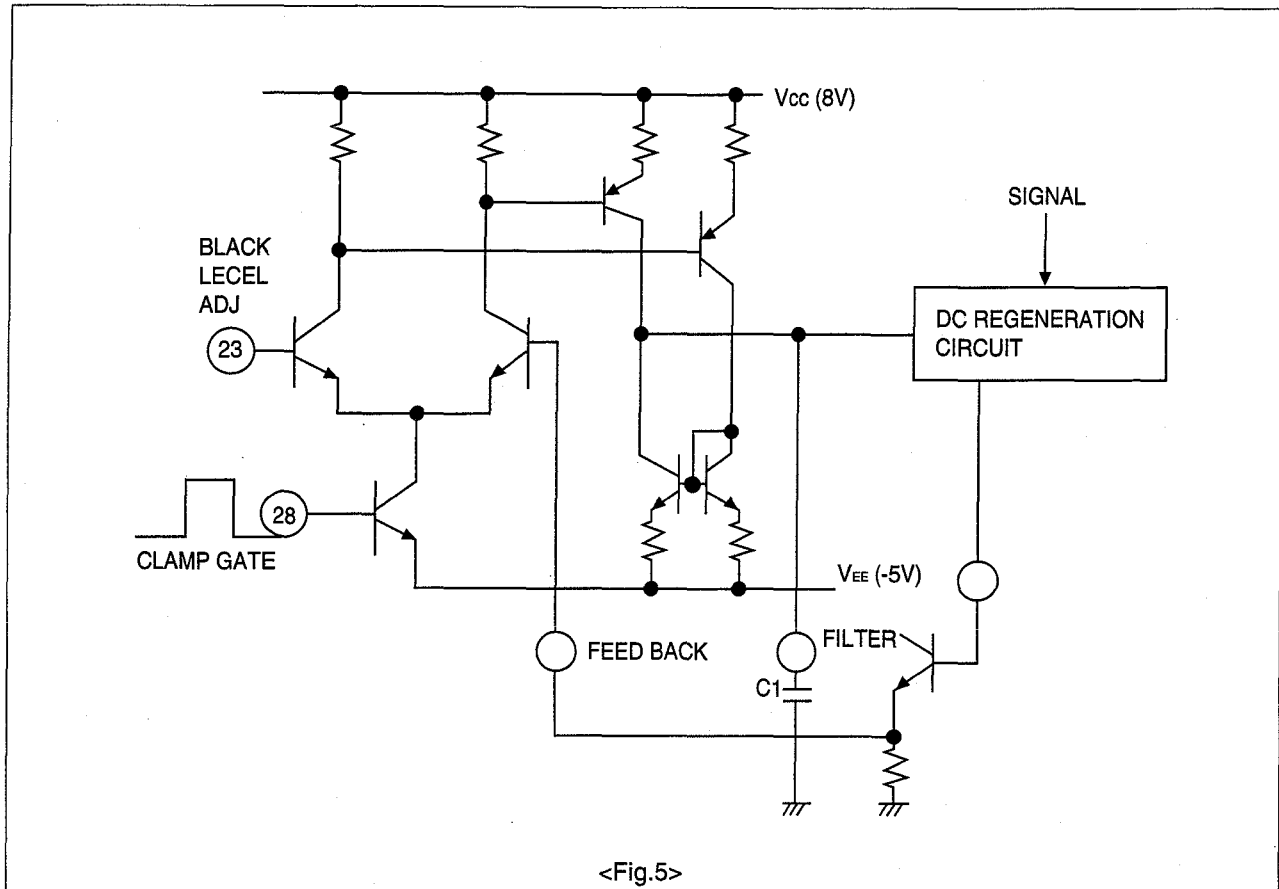 Vcc (8V)
SIGNAL
BLACK
LECEL
ADJ
23
DC REGENERATION
CIRCUIT
28
CLAMP GATE
VEE (-5V)
FEED BACK
FILTER
C1
<Fig.5>